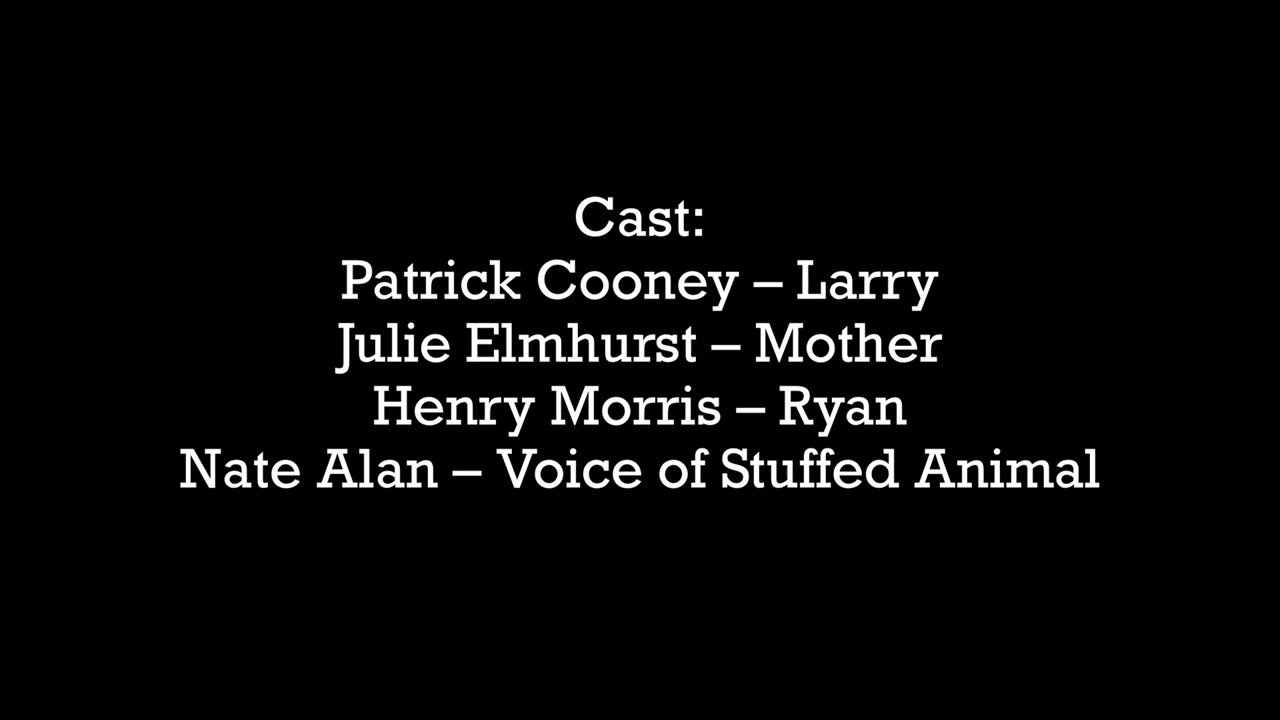 Cast:
Patrick Cooney – Larry
Julie Elmhurst – Mother
Henry Morris – Ryan
Nate Alan – Voice of Stuffed Animal